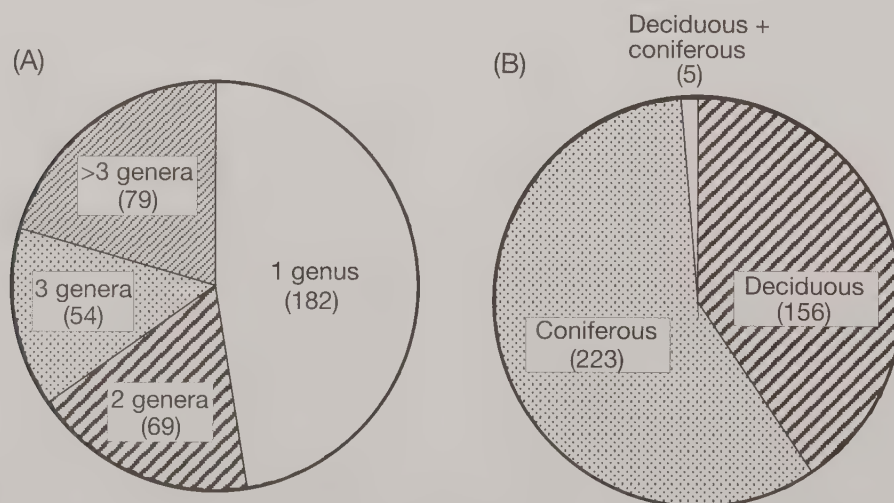 (A)
>3 genera
(79)
3 genera
(54)
2 genera
(69)
1 genus
(182)
(B)
Deciduous +
coniferous
(5)
Coniferous
(223)
Deciduous
(156)